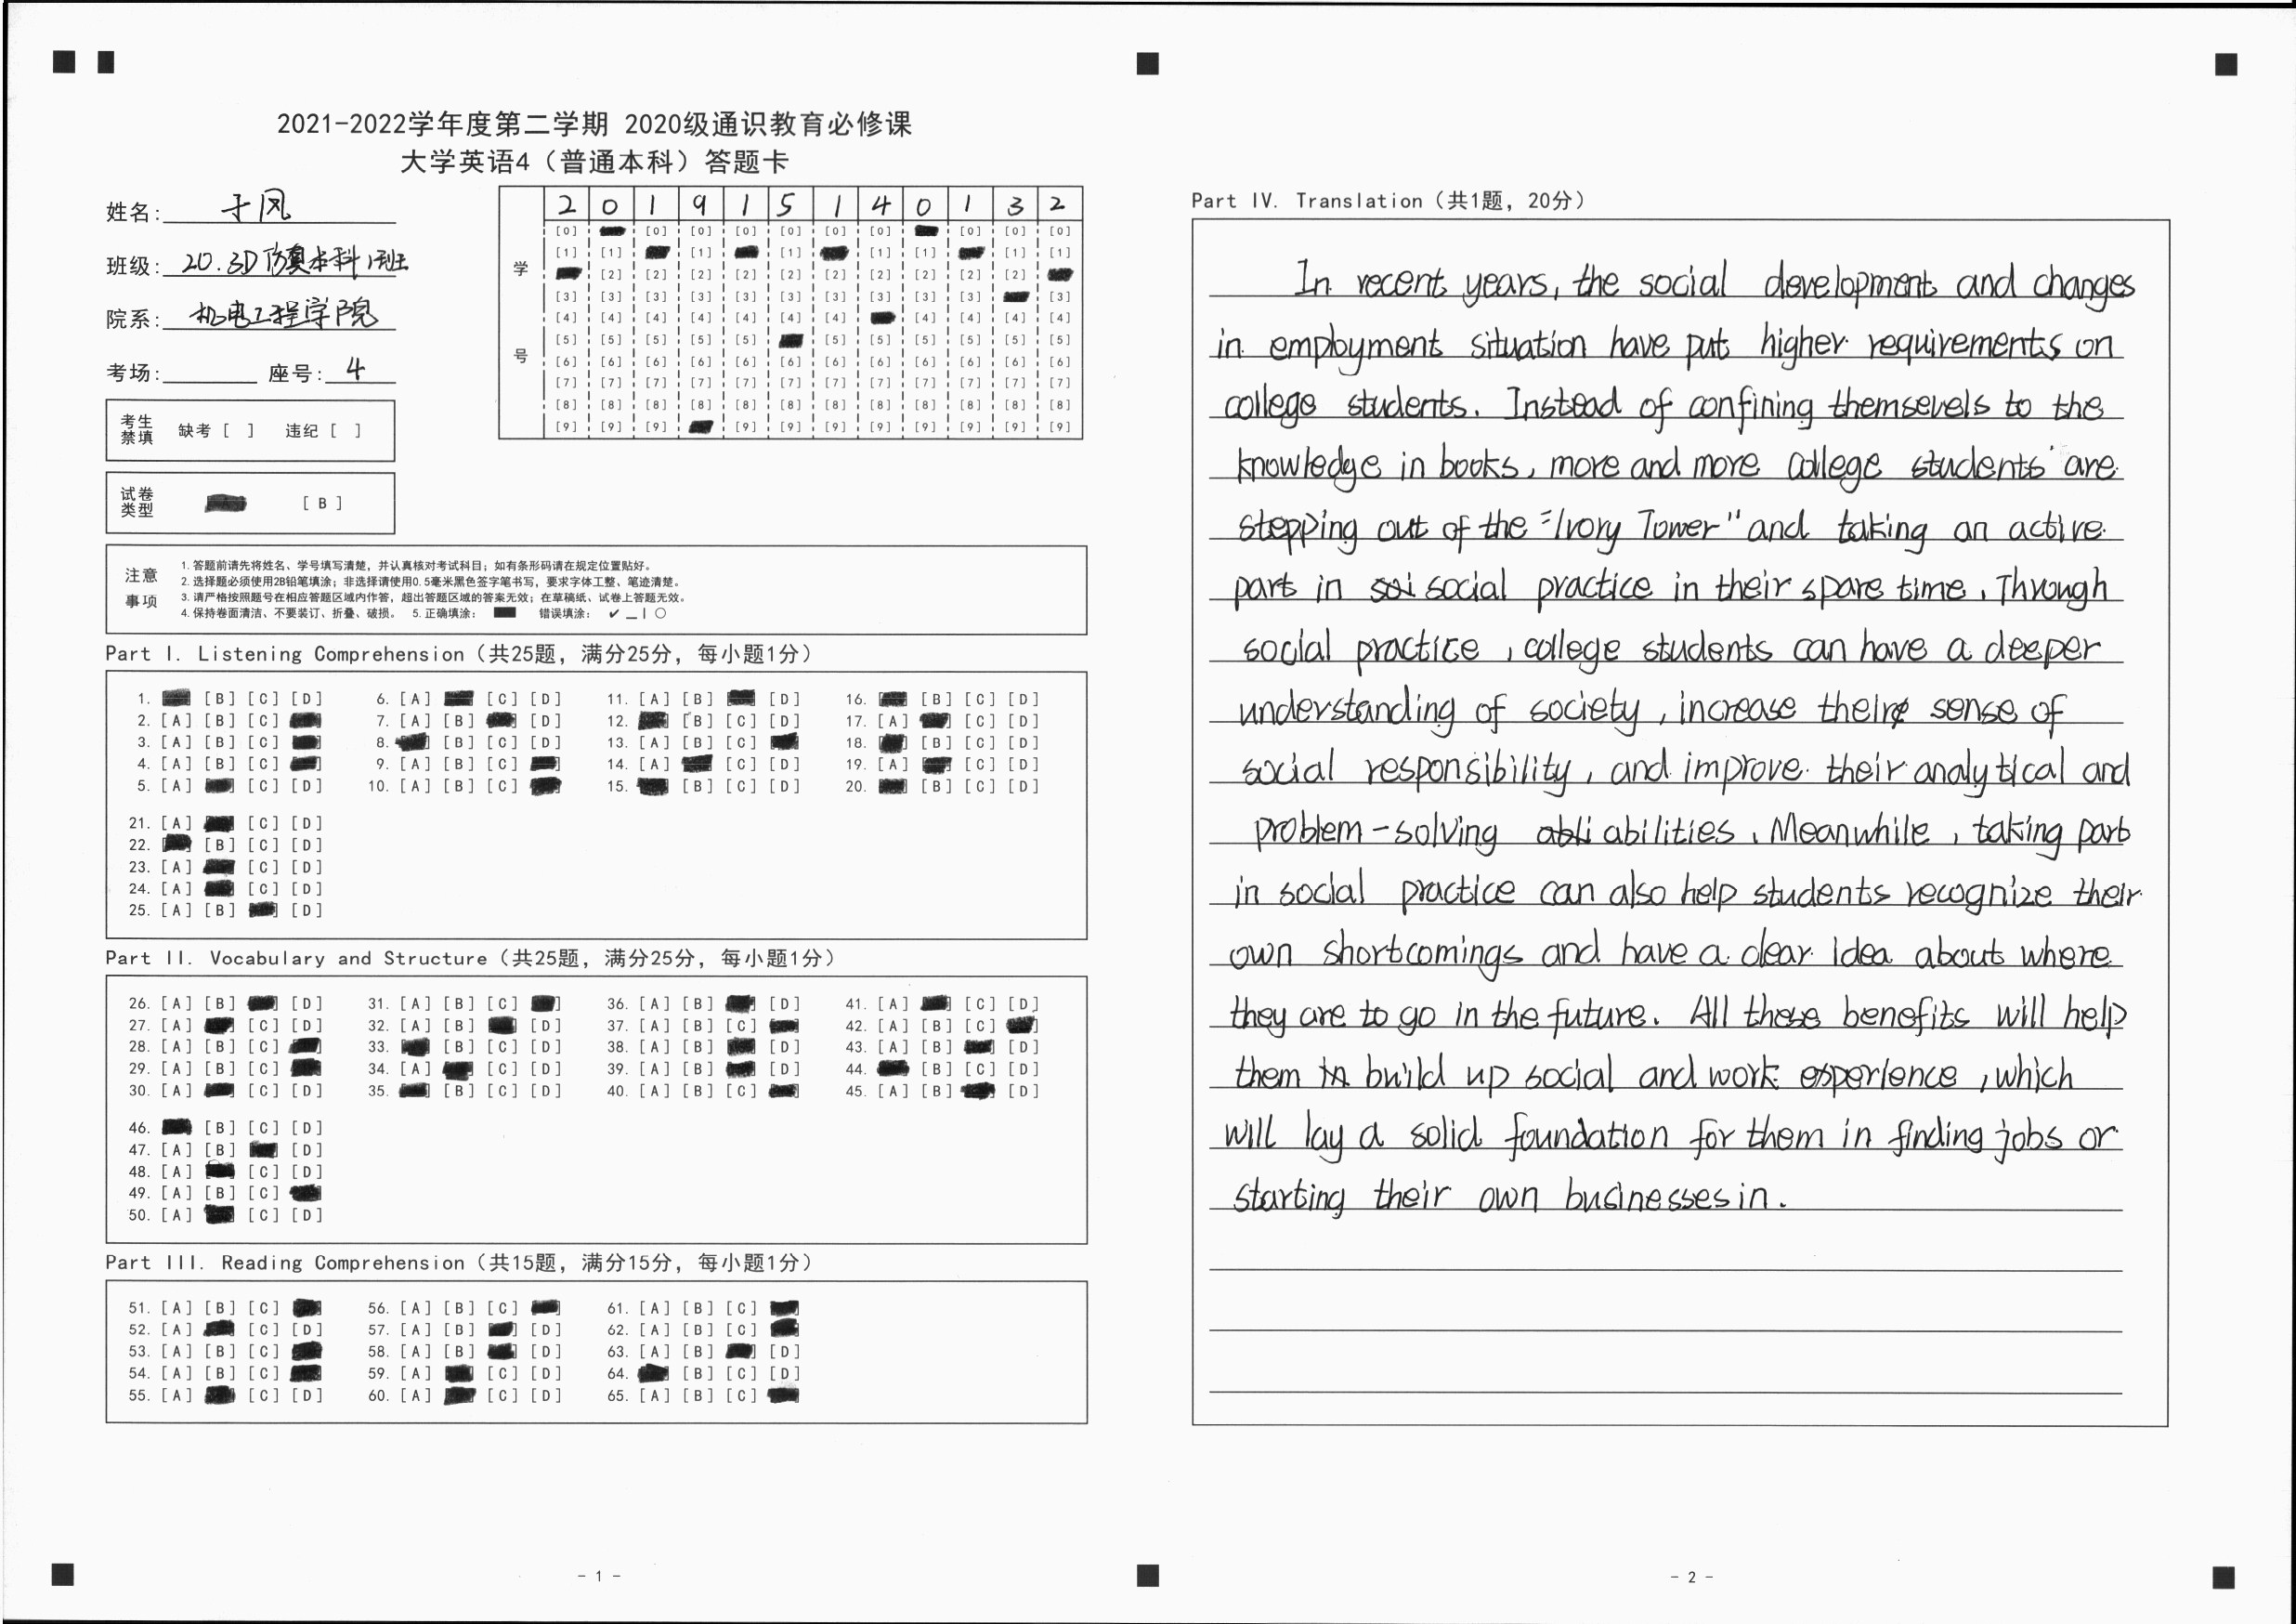 2021-2022学年度第二学期 2020级通识教育必修课
大学英语4（普通本科）答题卡
姓名: 于风
班级: 20.3D仿真本科1班
院系: 机电工程学院
考场: 座号: 4
考生禁填 缺考 [ ] 违纪 [ ]
试卷类型 [ B ]
学号
2 0 1 9 1 5 1 4 0 1 3 2
[0] [0] [0] [0] [0] [0] [0] [0] [0] [0]
[1] [1] [1] [1] [1] [1] [1]
[2] [2] [2] [2] [2] [2] [2] [2] [2] [2]
[3] [3] [3] [3] [3] [3] [3] [3] [3] [3] [3]
[4] [4] [4] [4] [4] [4] [4] [4] [4] [4] [4]
[5] [5] [5] [5] [5] [5] [5] [5] [5] [5] [5]
[6] [6] [6] [6] [6] [6] [6] [6] [6] [6] [6] [6]
[7] [7] [7] [7] [7] [7] [7] [7] [7] [7] [7] [7]
[8] [8] [8] [8] [8] [8] [8] [8] [8] [8] [8] [8]
[9] [9] [9] [9] [9] [9] [9] [9] [9] [9] [9]
注意事项
1.答题前请先将姓名、学号填写清楚，并认真核对考试科目；如有条形码请在规定位置贴好。
2.选择题必须使用2B铅笔填涂；非选择请使用0.5毫米黑色签字笔书写，要求字体工整、笔迹清楚。
3.请严格按照题号在相应答题区域内作答，超出答题区域的答案无效；在草稿纸、试卷上答题无效。
4.保持卷面清洁、不要装订、折叠、破损。 5.正确填涂: 错误填涂:
Part I. Listening Comprehension（共25题，满分25分，每小题1分）
1. [B] [C] [D] 6. [A] [C] [D] 11. [A] [B] [D] 16. [B] [C] [D]
2. [A] [B] [C] 7. [A] [B] [D] 12. [B] [C] [D] 17. [A] [C] [D]
3. [A] [B] [C] 8. [B] [C] [D] 13. [A] [B] [C] 18. [B] [C] [D]
4. [A] [B] [C] 9. [A] [B] [C] 14. [A] [C] [D] 19. [A] [C] [D]
5. [A] [C] [D] 10. [A] [B] [C] 15. [B] [C] [D] 20. [B] [C] [D]
21. [A] [C] [D]
22. [B] [C] [D]
23. [A] [C] [D]
24. [A] [C] [D]
25. [A] [B] [D]
Part II. Vocabulary and Structure（共25题，满分25分，每小题1分）
26. [A] [B] [D] 31. [A] [B] [C] 36. [A] [B] [D] 41. [A] [C] [D]
27. [A] [C] [D] 32. [A] [B] [D] 37. [A] [B] [C] 42. [A] [B] [C]
28. [A] [B] [C] 33. [B] [C] [D] 38. [A] [B] [D] 43. [A] [B] [D]
29. [A] [B] [C] 34. [A] [C] [D] 39. [A] [B] [D] 44. [B] [C] [D]
30. [A] [C] [D] 35. [B] [C] [D] 40. [A] [B] [C] 45. [A] [B] [D]
46. [B] [C] [D]
47. [A] [B] [D]
48. [A] [C] [D]
49. [A] [B] [C]
50. [A] [C] [D]
Part III. Reading Comprehension（共15题，满分15分，每小题1分）
51. [A] [B] [C] 56. [A] [B] [C] 61. [A] [B] [C]
52. [A] [C] [D] 57. [A] [B] [D] 62. [A] [B] [C]
53. [A] [B] [C] 58. [A] [B] [D] 63. [A] [B] [D]
54. [A] [B] [C] 59. [A] [C] [D] 64. [B] [C] [D]
55. [A] [C] [D] 60. [A] [C] [D] 65. [A] [B] [C]
- 1 -
Part IV. Translation（共1题，20分）
In recent years, the social development and changes
in employment situation have put higher requirements on
college students. Instead of confining themsevels to the
knowledge in books, more and more college students are
stepping out of the "Ivory Tower" and taking an active
part in social practice in their spare time. Through
social practice, college students can have a deeper
understanding of society, increase their sense of
social responsibility, and improve their analytical and
problem-solving abilities. Meanwhile, taking part
in social practice can also help students recognize their
own shortcomings and have a clear idea about where
they are to go in the future. All these benefits will help
them build up social and work experience, which
will lay a solid foundation for them in finding jobs or
starting their own businesses in.
- 2 -